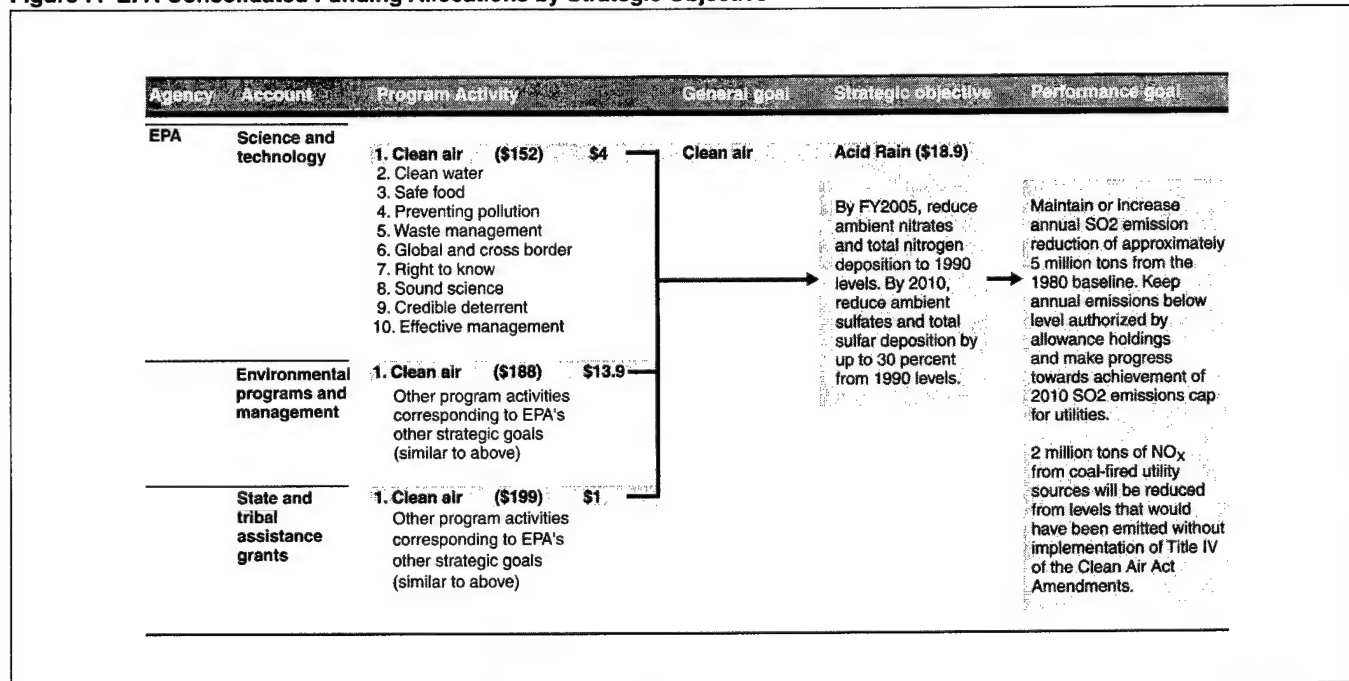 Agency Account Program Activity General goal Strategic objective Performance goal
EPA
Science and
technology
1. Clean air ($152) $4
2. Clean water
3. Safe food
4. Preventing pollution
5. Waste management
6. Global and cross border
7. Right to know
8. Sound science
9. Credible deterrent
10. Effective management
Clean air
Acid Rain ($18.9)
By FY2005, reduce
ambient nitrates
and total nitrogen
deposition to 1990
levels. By 2010,
reduce ambient
sulfates and total
sulfar deposition by
up to 30 percent
from 1990 levels.
Maintain or increase
annual SO2 emission
reduction of approximately
5 million tons from the
1980 baseline. Keep
annual emissions below
level authorized by
allowance holdings
and make progress
towards achievement of
2010 SO2 emissions cap
for utilities.
2 million tons of NOX
from coal-fired utility
sources will be reduced
from levels that would
have been emitted without
implementation of Title IV
of the Clean Air Act
Amendments.
Environmental
programs and
management
1. Clean air ($188) $13.9
Other program activities
corresponding to EPA's
other strategic goals
(similar to above)
State and
tribal
assistance
grants
1. Clean air ($199) $1
Other program activities
corresponding to EPA's
other strategic goals
(similar to above)